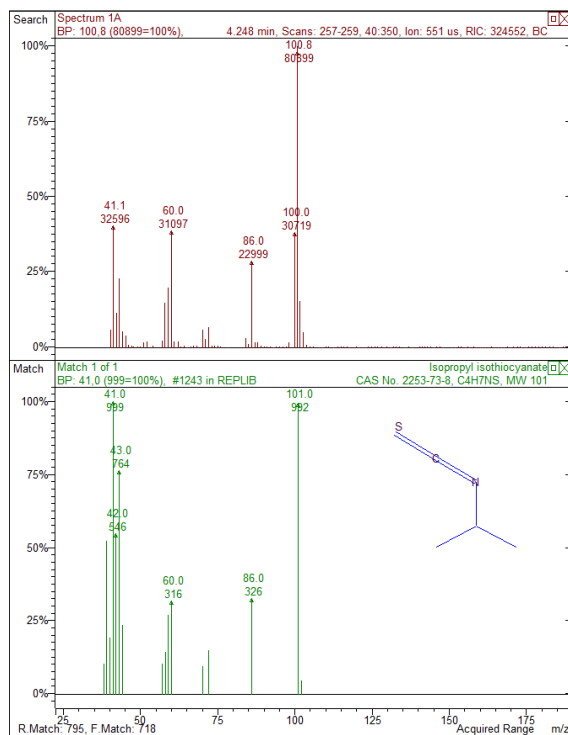 Search
Spectrum 1A
BP: 100,8 (80899=100%), 4.248 min, Scans: 257-259, 40:350, Ion: 551 us, RIC: 324552, BC
100%
100.8
80899
75%
50%
41.1
32596
60.0
31097
100.0
30719
86.0
22999
25%
0%
Match
Match 1 of 1
Isopropyl isothiocyanate
BP: 41,0 (999=100%), #1243 in REPLIB
CAS No. 2253-73-8, C4H7NS, MW 101
100%
41.0
999
101.0
992
S
C
N
43.0
764
75%
42.0
546
50%
60.0
316
86.0
326
25%
0%
25
50
75
100
125
150
175
R.Match: 795, F.Match: 718
Acquired Range
m/z